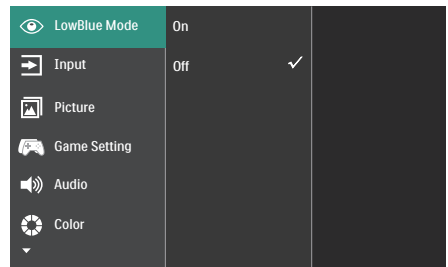 LowBlue Mode
On
Input
Off
Picture
Game Setting
Audio
Color